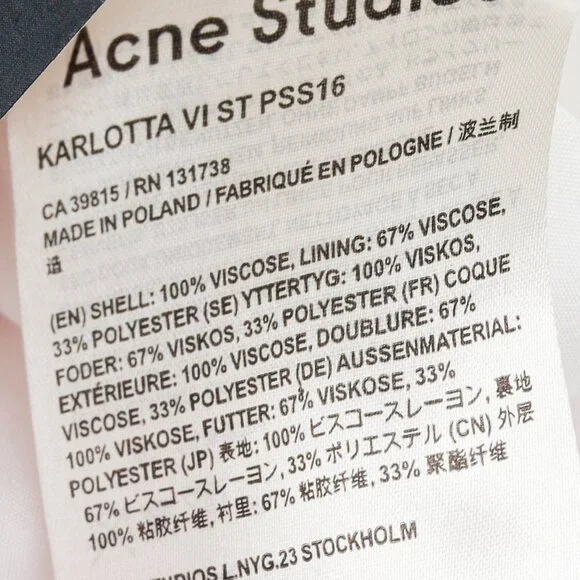 Acne Studios
KARLOTTA VI ST PSS16
CA 39815 / RN 131738
MADE IN POLAND / FABRIQUÉ EN POLOGNE / 波兰制
造
(EN) SHELL: 100% VISCOSE, LINING: 67% VISCOSE,
33% POLYESTER (SE) YTTERTYG: 100% VISKOS,
FODER: 67% VISKOS, 33% POLYESTER (FR) COQUE
EXTÉRIEURE: 100% VISCOSE, DOUBLURE: 67%
VISCOSE, 33% POLYESTER (DE) AUSSENMATERIAL:
100% VISKOSE, FUTTER: 67% VISKOSE, 33%
POLYESTER (JP) 表地: 100% ビスコースレーヨン, 裏地
67% ビスコースレーヨン, 33% ポリエステル (CN) 外层
100% 粘胶纤维, 衬里: 67% 粘胶纤维, 33% 聚酯纤维
UDIOS L.NYG.23 STOCKHOLM